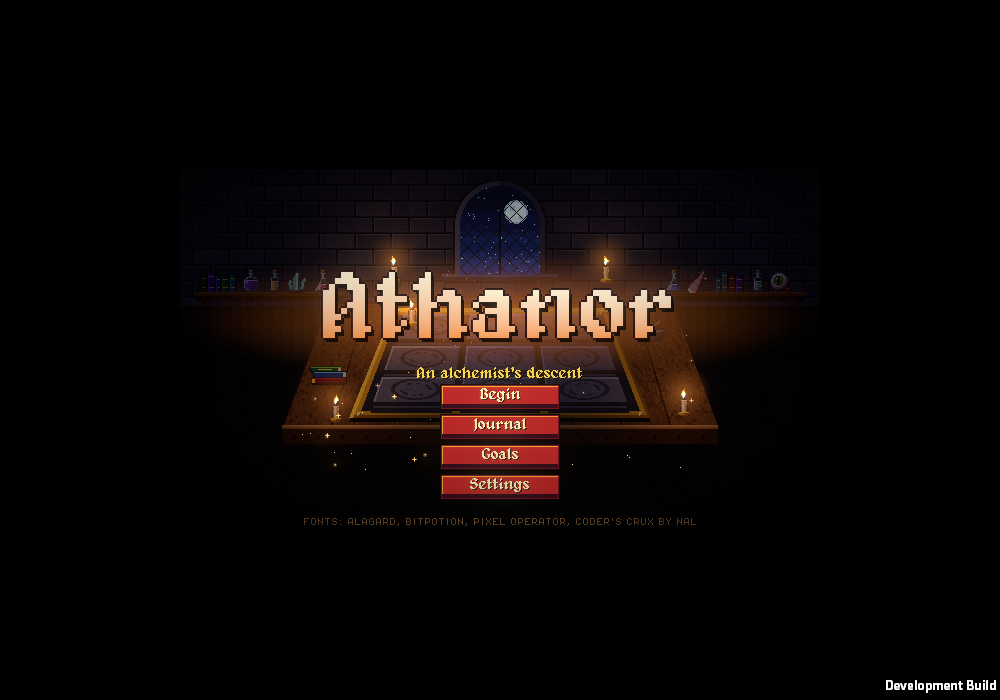 Athanor
An alchemist's descent
Begin
Journal
Goals
Settings
FONTS: ALAGARD, BITPOTION, PIXEL OPERATOR, CODER'S CRUX BY NAL
Development Build